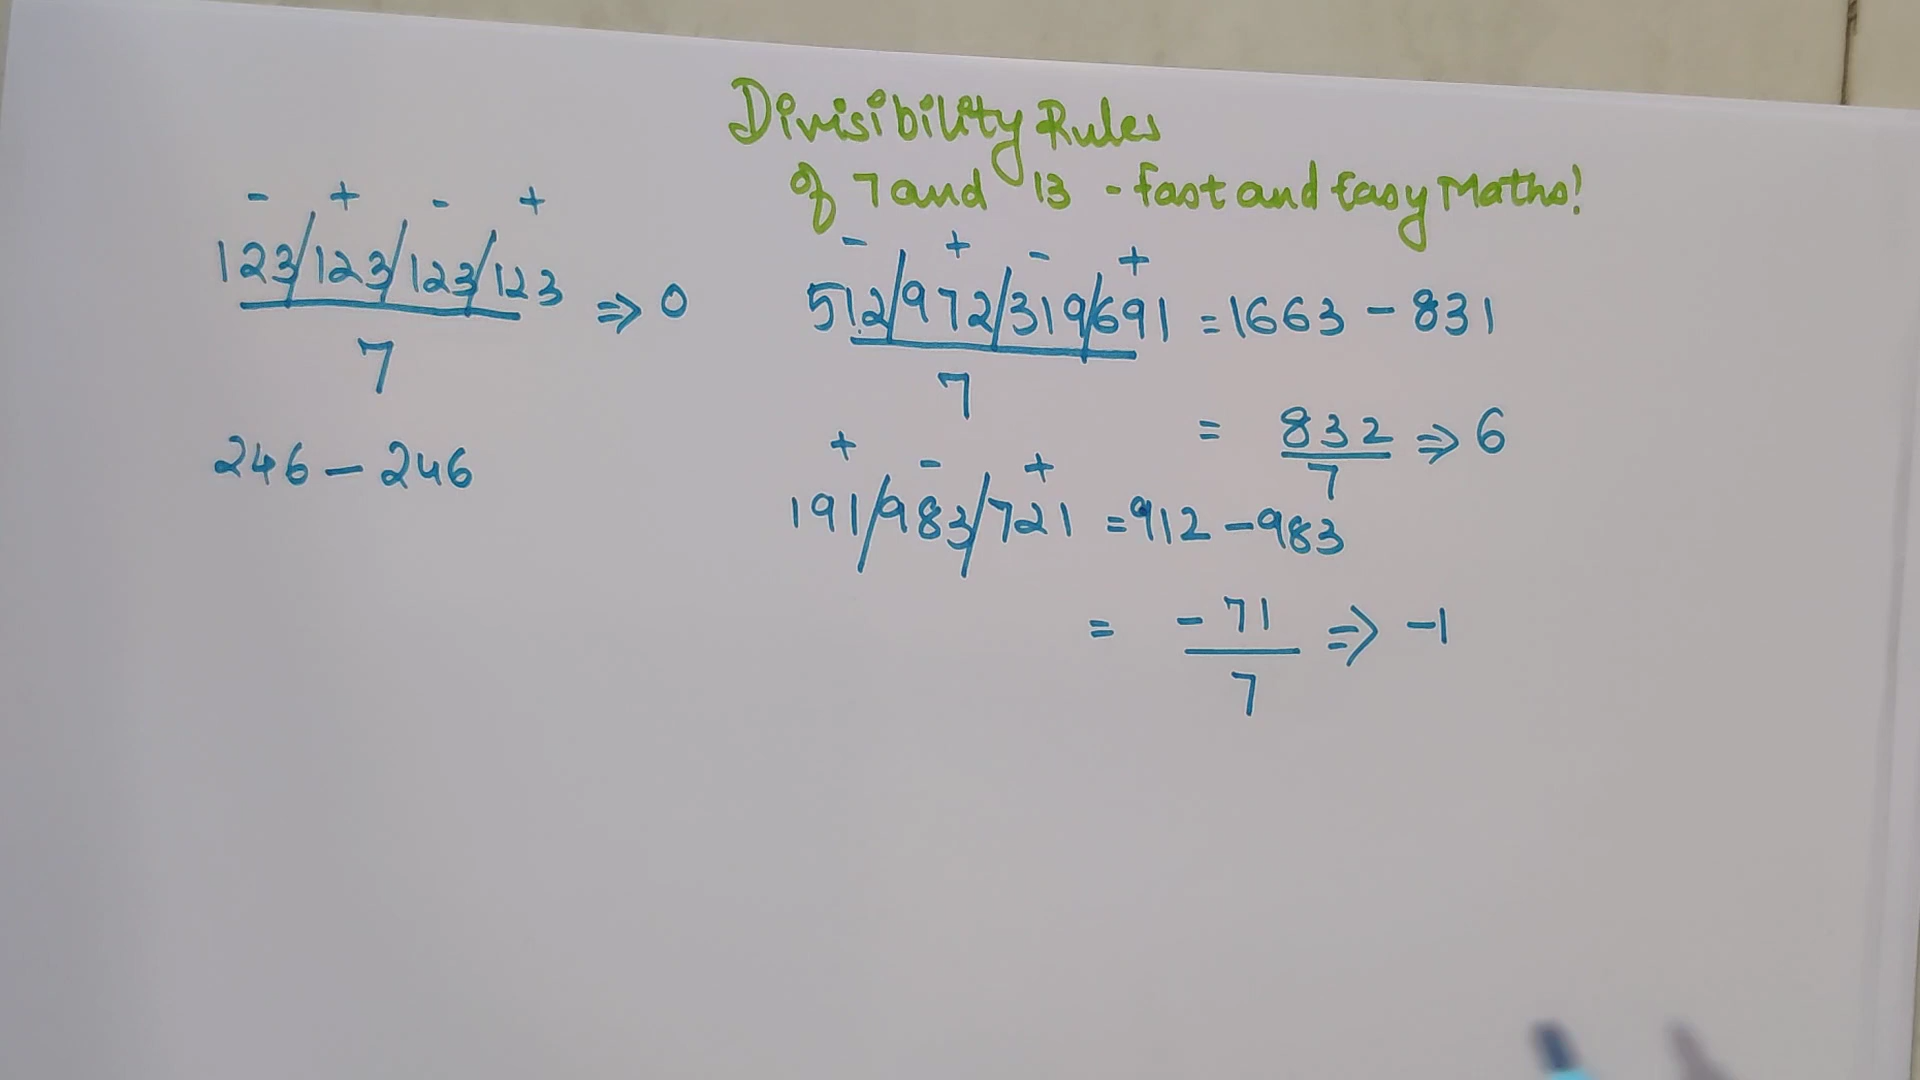 Divisibility Rules
of 7 and 13 - fast and Easy Maths!
- + - +
123/123/123/123 ⇒ 0
7
246 - 246
- + - +
512/972/319/691 = 1663 - 831
7
= 832 ⇒ 6
7
+ - +
191/983/721 = 912 - 983
= -71 ⇒ -1
7